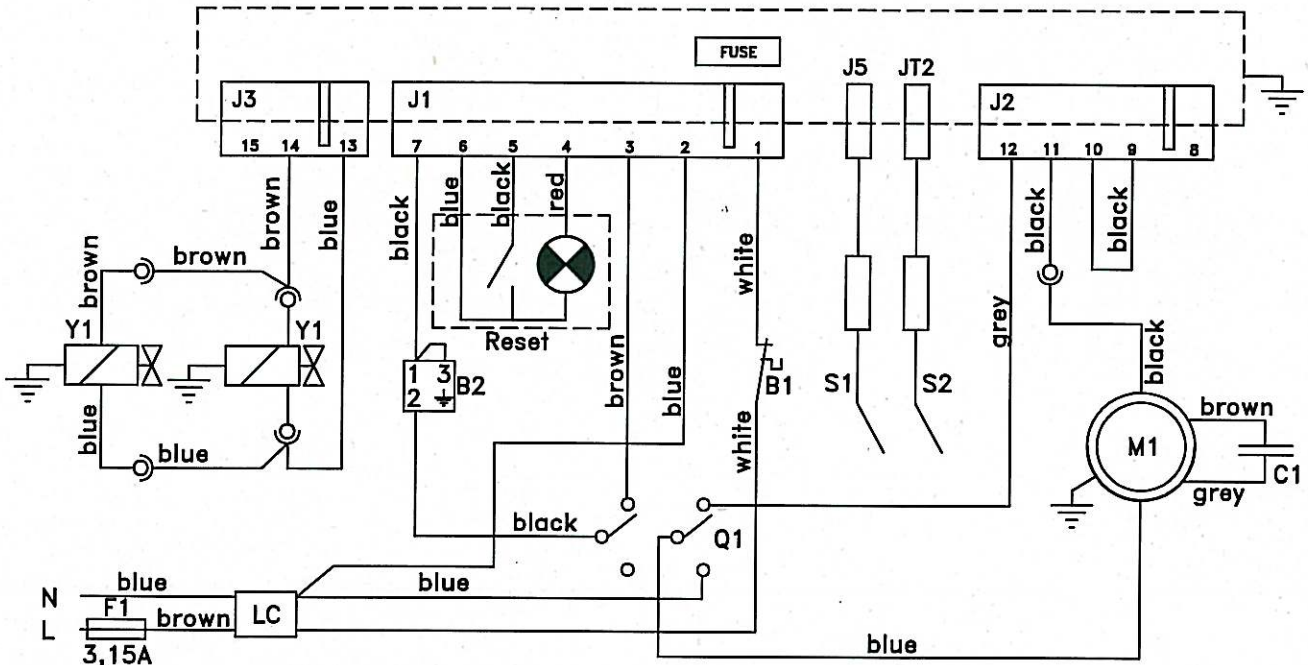 FUSE
J3
J1
J5
JT2
J2
15 14 13
7 6 5 4 3 2 1
12 11 10 9 8
brown
blue
black
blue
black
red
brown
blue
white
white
grey
black
black
black
brown
brown
Y1
Y1
blue
blue
Reset
1 3
2
B2
B1
S1
S2
M1
brown
grey
C1
black
Q1
N
blue
L
F1
brown
3,15A
LC
blue
blue